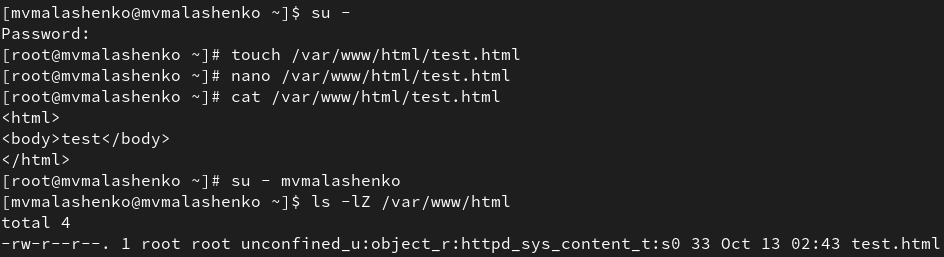 [mvmalashenko@mvmalashenko ~]$ su -
Password:
[root@mvmalashenko ~]# touch /var/www/html/test.html
[root@mvmalashenko ~]# nano /var/www/html/test.html
[root@mvmalashenko ~]# cat /var/www/html/test.html
<html>
<body>test</body>
</html>
[root@mvmalashenko ~]# su - mvmalashenko
[mvmalashenko@mvmalashenko ~]$ ls -lZ /var/www/html
total 4
-rw-r--r--. 1 root root unconfined_u:object_r:httpd_sys_content_t:s0 33 Oct 13 02:43 test.html